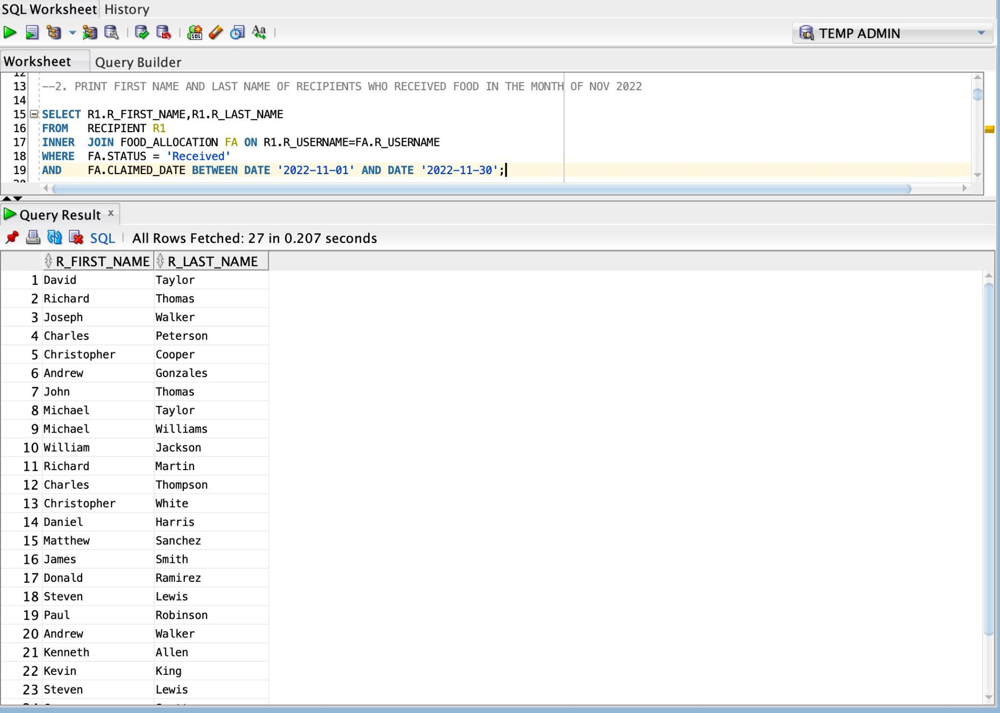 SQL Worksheet History
TEMP ADMIN
Worksheet Query Builder
12
13 --2. PRINT FIRST NAME AND LAST NAME OF RECIPIENTS WHO RECEIVED FOOD IN THE MONTH OF NOV 2022
14
15 SELECT R1.R_FIRST_NAME,R1.R_LAST_NAME
16 FROM RECIPIENT R1
17 INNER JOIN FOOD_ALLOCATION FA ON R1.R_USERNAME=FA.R_USERNAME
18 WHERE FA.STATUS = 'Received'
19 AND FA.CLAIMED_DATE BETWEEN DATE '2022-11-01' AND DATE '2022-11-30';
20
Query Result x
SQL All Rows Fetched: 27 in 0.207 seconds
R_FIRST_NAME R_LAST_NAME
1 David Taylor
2 Richard Thomas
3 Joseph Walker
4 Charles Peterson
5 Christopher Cooper
6 Andrew Gonzales
7 John Thomas
8 Michael Taylor
9 Michael Williams
10 William Jackson
11 Richard Martin
12 Charles Thompson
13 Christopher White
14 Daniel Harris
15 Matthew Sanchez
16 James Smith
17 Donald Ramirez
18 Steven Lewis
19 Paul Robinson
20 Andrew Walker
21 Kenneth Allen
22 Kevin King
23 Steven Lewis